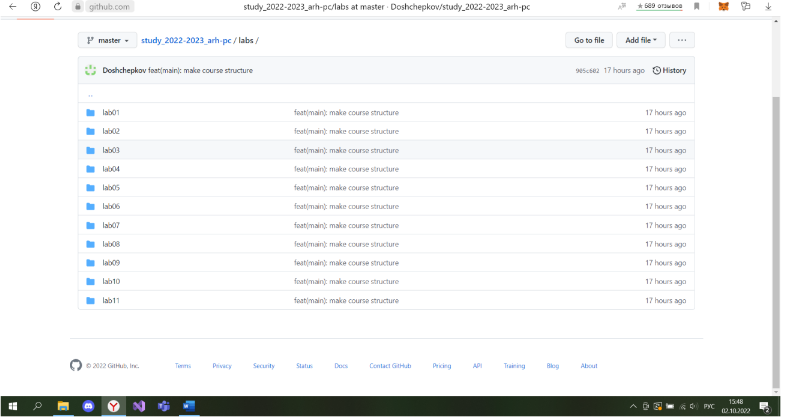 github.com study_2022-2023_arh-pc/labs at master · Doshchepkov/study_2022-2023_arh-pc ★ 689 отзывов
master study_2022-2023_arh-pc / labs / Go to file Add file ...
Doshchepkov feat(main): make course structure 17 hours ago History
..
lab01 feat(main): make course structure 17 hours ago
lab02 feat(main): make course structure 17 hours ago
lab03 feat(main): make course structure 17 hours ago
lab04 feat(main): make course structure 17 hours ago
lab05 feat(main): make course structure 17 hours ago
lab06 feat(main): make course structure 17 hours ago
lab07 feat(main): make course structure 17 hours ago
lab08 feat(main): make course structure 17 hours ago
lab09 feat(main): make course structure 17 hours ago
lab10 feat(main): make course structure 17 hours ago
lab11 feat(main): make course structure 17 hours ago
© 2022 GitHub, Inc. Terms Privacy Security Status Docs Contact GitHub Pricing API Training Blog About
РУС 15:48
02.10.2022